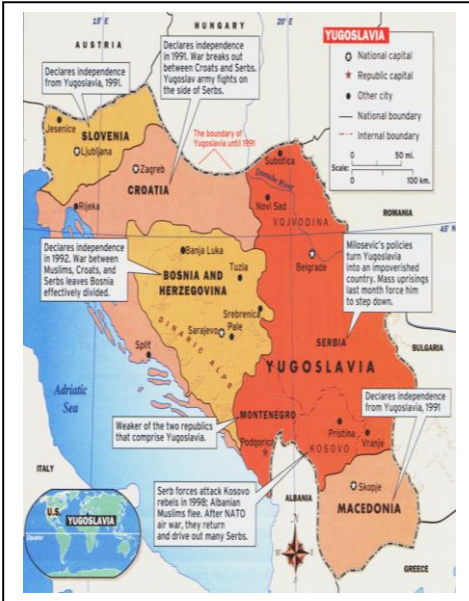 15° E
HUNGARY
20° E
AUSTRIA
YUGOSLAVIA
National capital
Republic capital
Other city
National boundary
Internal boundary
0 50 mi.
Scale:
0 100 km.
Declares independence
in 1991. War breaks out
between Croats and Serbs.
Yugoslav army fights on
the side of Serbs.
Declares independence
from Yugoslavia, 1991.
Jesenice
SLOVENIA
Ljubljana
Zagreb
CROATIA
Rijeka
The boundary of
Yugoslavia until 1991
Subotica
Danube River
Novi Sad
VOJVODINA
ROMANIA
45° N
Declares independence
in 1992. War between
Muslims, Croats, and
Serbs leaves Bosnia
effectively divided.
Banja Luka
BOSNIA AND
HERZEGOVINA
Tuzla
Srebrenica
Sarajevo
Pale
DINARIC ALPS
Split
Belgrade
Milosevic's policies
turn Yugoslavia
into an impoverished
country. Mass uprisings
last month force him
to step down.
SERBIA
YUGOSLAVIA
BULGARIA
Adriatic
Sea
Weaker of the two republics
that comprise Yugoslavia.
MONTENEGRO
Podgorica
Pristina
Vranje
KOSOVO
Declares independence
from Yugoslavia, 1991
ITALY
Serb forces attack Kosovo
rebels in 1998; Albanian
Muslims flee. After NATO
air war, they return
and drive out many Serbs.
ALBANIA
Skopje
MACEDONIA
GREECE
U.S.
YUGOSLAVIA
Equator